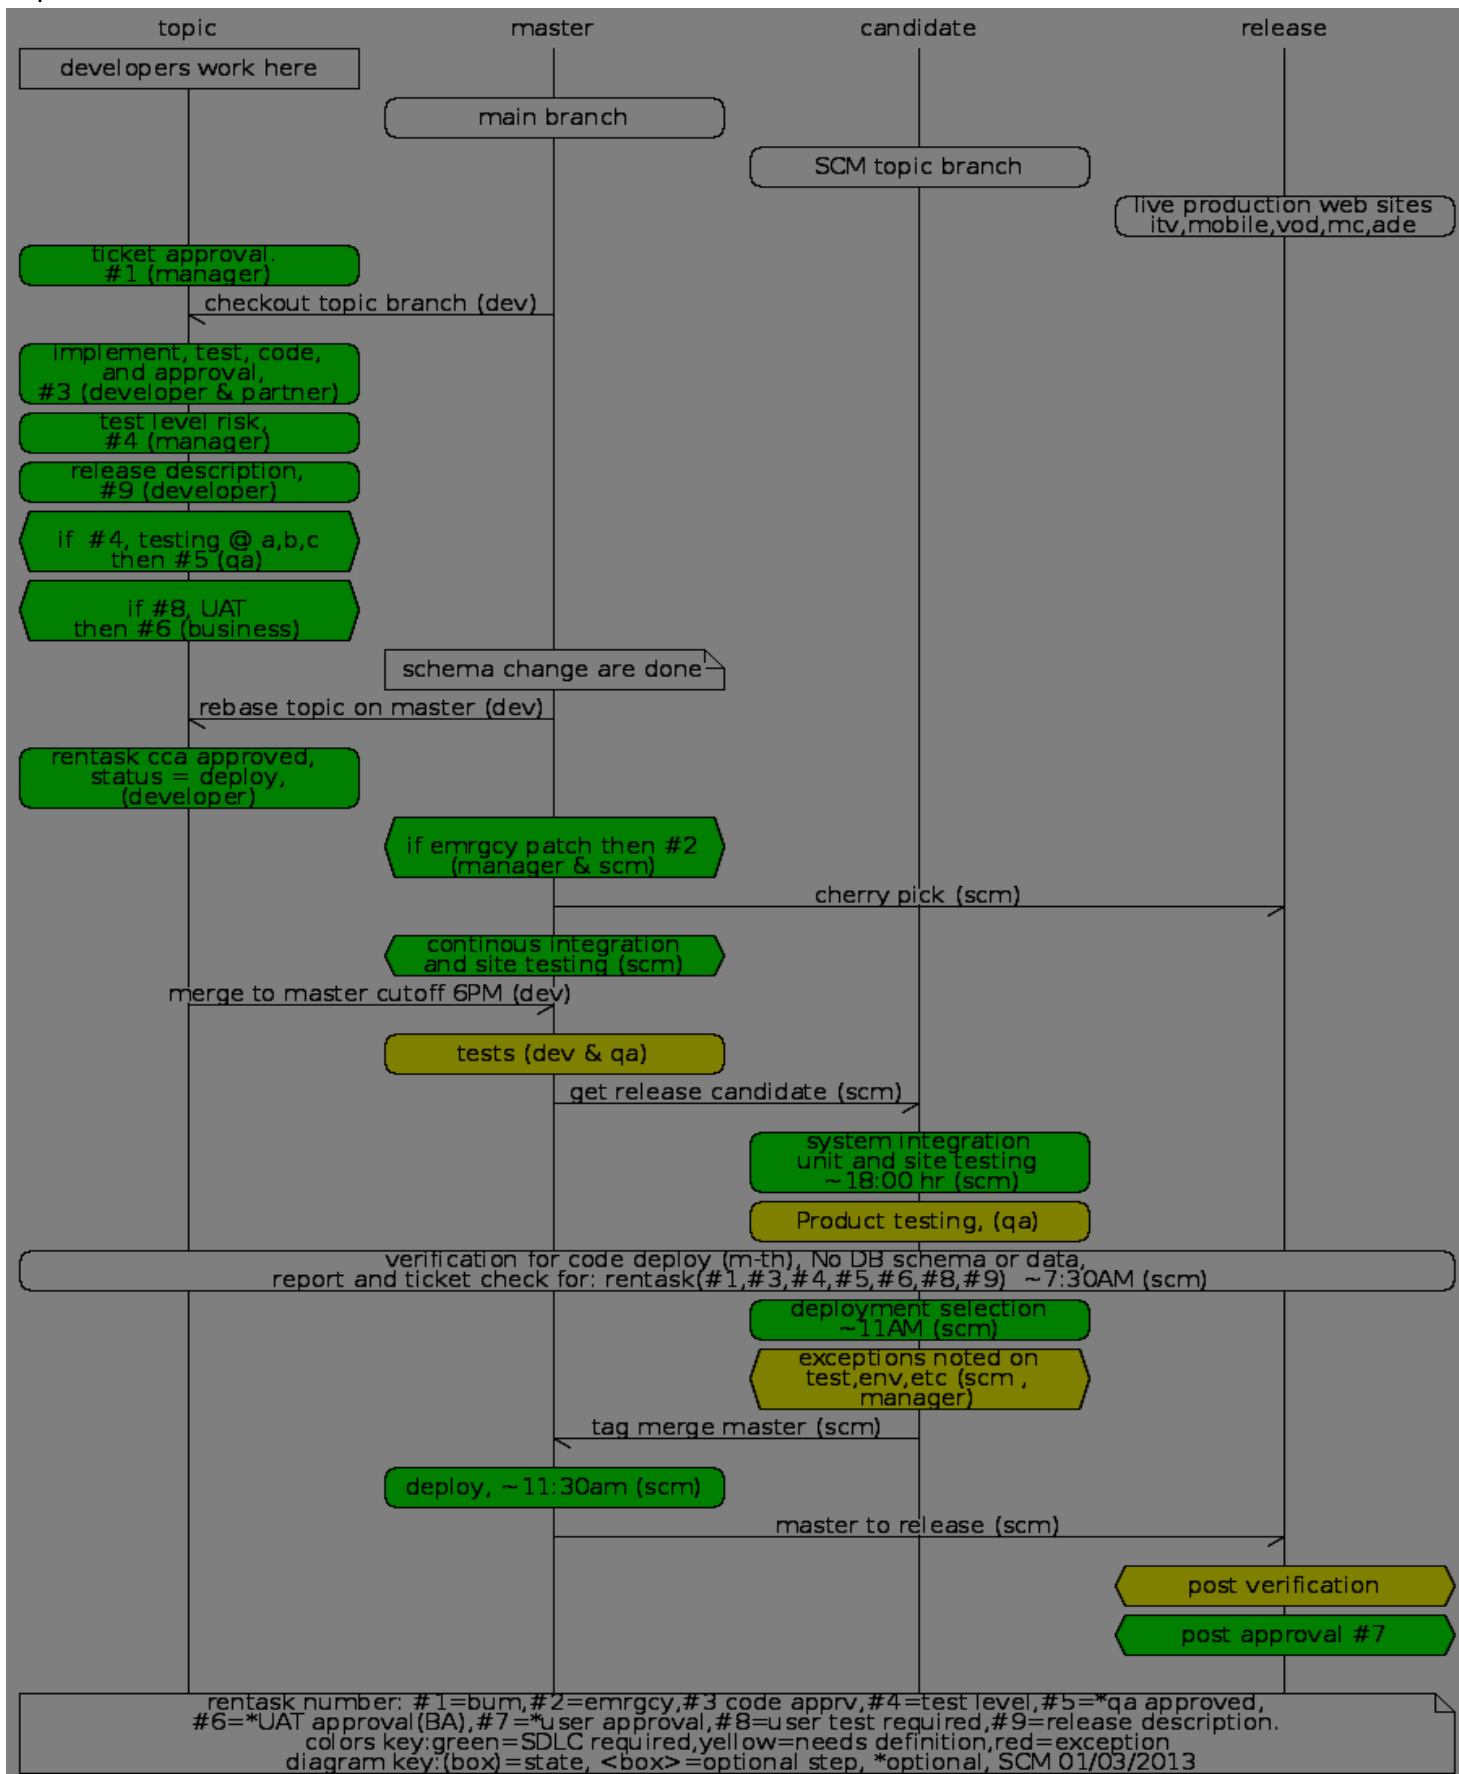 topic master candidate release
developers work here
main branch
SCM topic branch
live production web sites
itv,mobile,vod,mc,ade
ticket approval.
#1 (manager)
checkout topic branch (dev)
implement, test, code,
and approval,
#3 (developer & partner)
test level risk,
#4 (manager)
release description,
#9 (developer)
if #4, testing @ a,b,c
then #5 (qa)
if #8, UAT
then #6 (business)
schema change are done
rebase topic on master (dev)
rentask cca approved,
status = deploy,
(developer)
if emrgcy patch then #2
(manager & scm)
cherry pick (scm)
continous integration
and site testing (scm)
merge to master cutoff 6PM (dev)
tests (dev & qa)
get release candidate (scm)
system integration
unit and site testing
~18:00 hr (scm)
Product testing, (qa)
verification for code deploy (m-th), No DB schema or data,
report and ticket check for: rentask(#1,#3,#4,#5,#6,#8,#9) ~7:30AM (scm)
deployment selection
~11AM (scm)
exceptions noted on
test,env,etc (scm ,
manager)
tag merge master (scm)
deploy, ~11:30am (scm)
master to release (scm)
post verification
post approval #7
rentask number: #1=bum,#2=emrgcy,#3 code apprv,#4=test level,#5=*qa approved,
#6=*UAT approval(BA),#7=*user approval,#8=user test required,#9=release description.
colors key:green=SDLC required,yellow=needs definition,red=exception
diagram key:(box)=state, <box>=optional step, *optional, SCM 01/03/2013